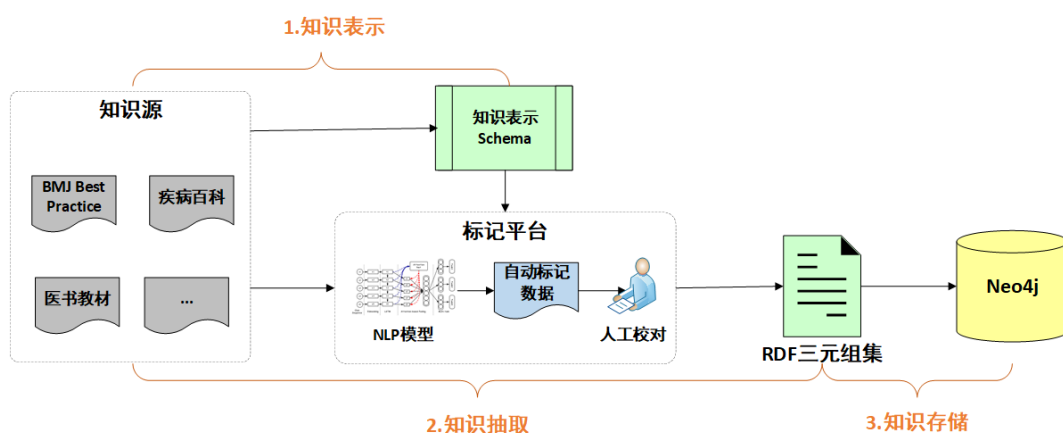 1.知识表示
知识源
知识表示
Schema
BMJ Best
Practice
疾病百科
标记平台
医书教材
...
自动标记
数据
NLP模型
人工校对
RDF三元组集
Neo4j
2.知识抽取
3.知识存储